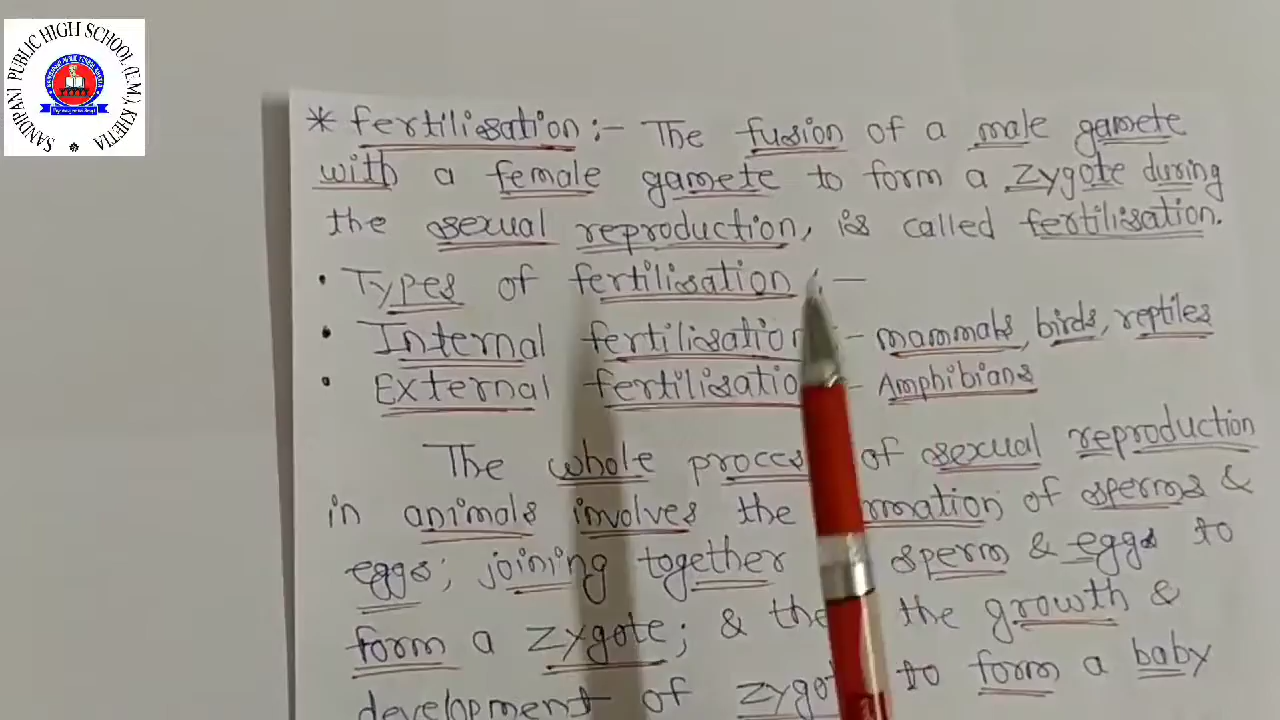 SANDIPANI PUBLIC HIGH SCHOOL (E.M.), KHETIA
* Fertilisation :- The fusion of a male gamete
with a female gamete to form a zygote during
the sexual reproduction, is called fertilisation.
• Types of fertilisation :-
• Internal fertilisation :- mammals, birds, reptiles
• External fertilisation - Amphibians
The whole process of sexual reproduction
in animals involves the formation of sperms &
eggs; joining together sperm & eggs to
form a zygote; & the the growth &
development of zygote to form a baby